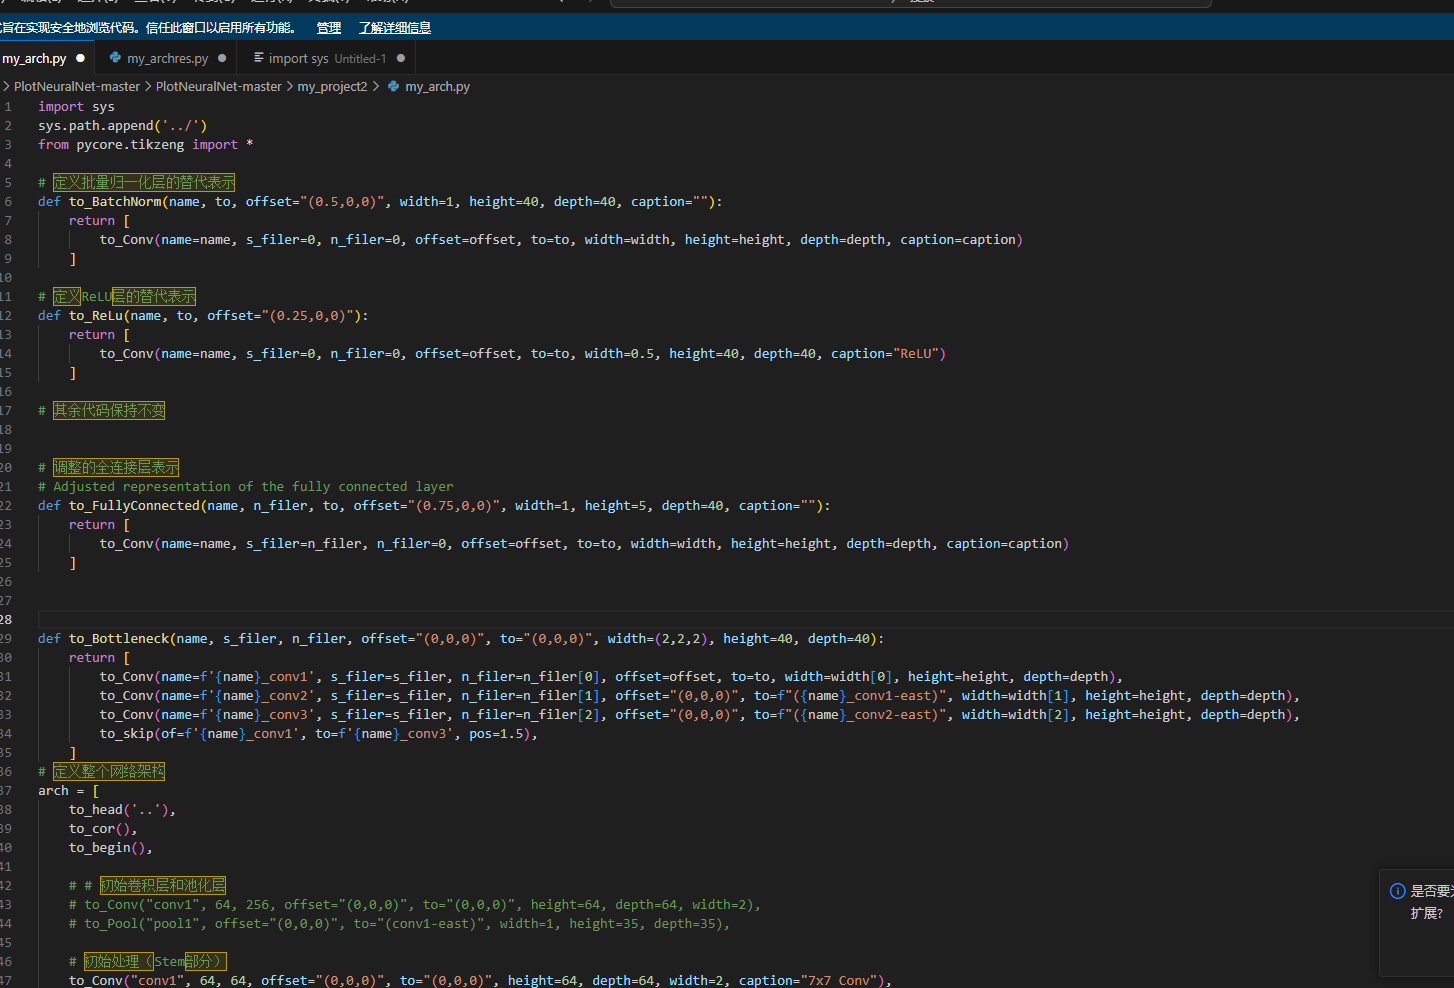 旨在实现安全地浏览代码。信任此窗口以启用所有功能。 管理 了解详细信息
my_arch.py ● my_archres.py ● import sys Untitled-1 ●
> PlotNeuralNet-master > PlotNeuralNet-master > my_project2 > my_arch.py
1 import sys
2 sys.path.append('../')
3 from pycore.tikzeng import *
4
5 # 定义批量归一化层的替代表示
6 def to_BatchNorm(name, to, offset="(0.5,0,0)", width=1, height=40, depth=40, caption=""):
7 return [
8 to_Conv(name=name, s_filer=0, n_filer=0, offset=offset, to=to, width=width, height=height, depth=depth, caption=caption)
9 ]
10
11 # 定义ReLU层的替代表示
12 def to_ReLu(name, to, offset="(0.25,0,0)"):
13 return [
14 to_Conv(name=name, s_filer=0, n_filer=0, offset=offset, to=to, width=0.5, height=40, depth=40, caption="ReLU")
15 ]
16
17 # 其余代码保持不变
18
19
20 # 调整的全连接层表示
21 # Adjusted representation of the fully connected layer
22 def to_FullyConnected(name, n_filer, to, offset="(0.75,0,0)", width=1, height=5, depth=40, caption=""):
23 return [
24 to_Conv(name=name, s_filer=n_filer, n_filer=0, offset=offset, to=to, width=width, height=height, depth=depth, caption=caption)
25 ]
26
27
28
29 def to_Bottleneck(name, s_filer, n_filer, offset="(0,0,0)", to="(0,0,0)", width=(2,2,2), height=40, depth=40):
30 return [
31 to_Conv(name=f'{name}_conv1', s_filer=s_filer, n_filer=n_filer[0], offset=offset, to=to, width=width[0], height=height, depth=depth),
32 to_Conv(name=f'{name}_conv2', s_filer=s_filer, n_filer=n_filer[1], offset="(0,0,0)", to=f"({name}_conv1-east)", width=width[1], height=height, depth=depth),
33 to_Conv(name=f'{name}_conv3', s_filer=s_filer, n_filer=n_filer[2], offset="(0,0,0)", to=f"({name}_conv2-east)", width=width[2], height=height, depth=depth),
34 to_skip(of=f'{name}_conv1', to=f'{name}_conv3', pos=1.5),
35 ]
36 # 定义整个网络架构
37 arch = [
38 to_head('..'),
39 to_cor(),
40 to_begin(),
41
42 # # 初始卷积层和池化层
43 # to_Conv("conv1", 64, 256, offset="(0,0,0)", to="(0,0,0)", height=64, depth=64, width=2),
44 # to_Pool("pool1", offset="(0,0,0)", to="(conv1-east)", width=1, height=35, depth=35),
45
46 # 初始处理（Stem部分）
47 to_Conv("conv1", 64, 64, offset="(0,0,0)", to="(0,0,0)", height=64, depth=64, width=2, caption="7x7 Conv"),
是否要为
扩展?